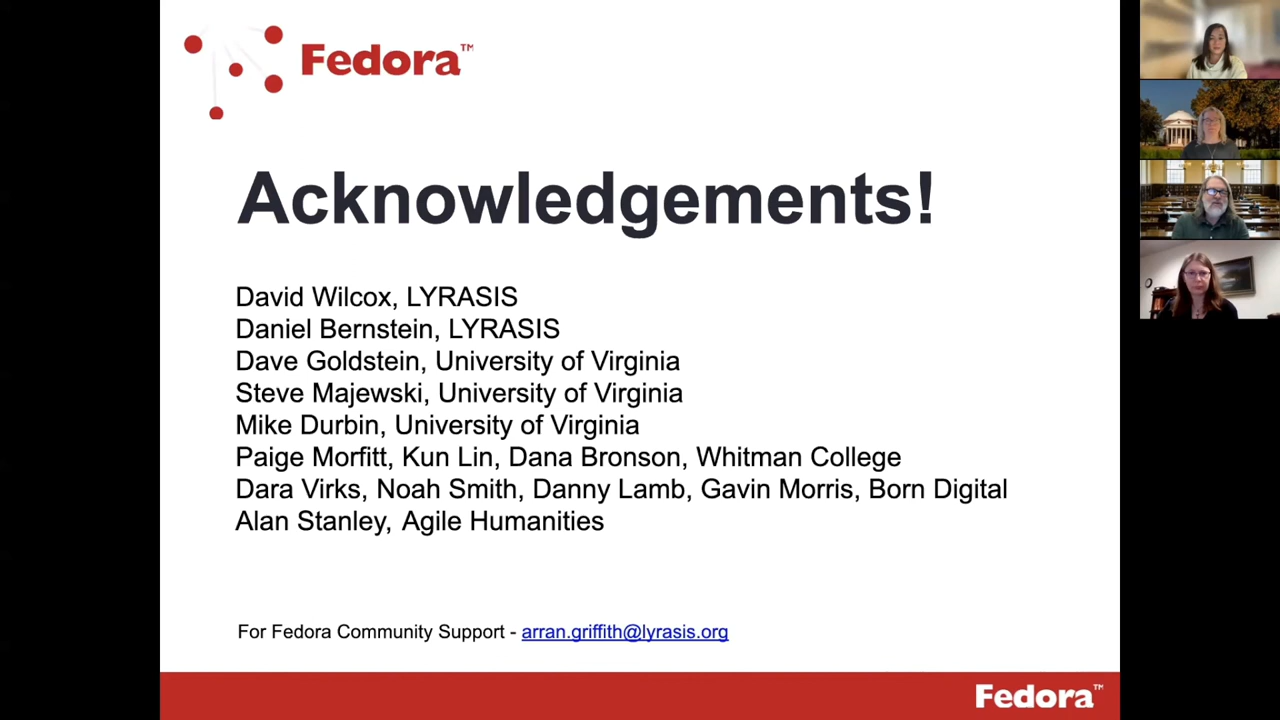 Fedora™
Acknowledgements!
David Wilcox, LYRASIS
Daniel Bernstein, LYRASIS
Dave Goldstein, University of Virginia
Steve Majewski, University of Virginia
Mike Durbin, University of Virginia
Paige Morfitt, Kun Lin, Dana Bronson, Whitman College
Dara Virks, Noah Smith, Danny Lamb, Gavin Morris, Born Digital
Alan Stanley, Agile Humanities
For Fedora Community Support - arran.griffith@lyrasis.org
Fedora™